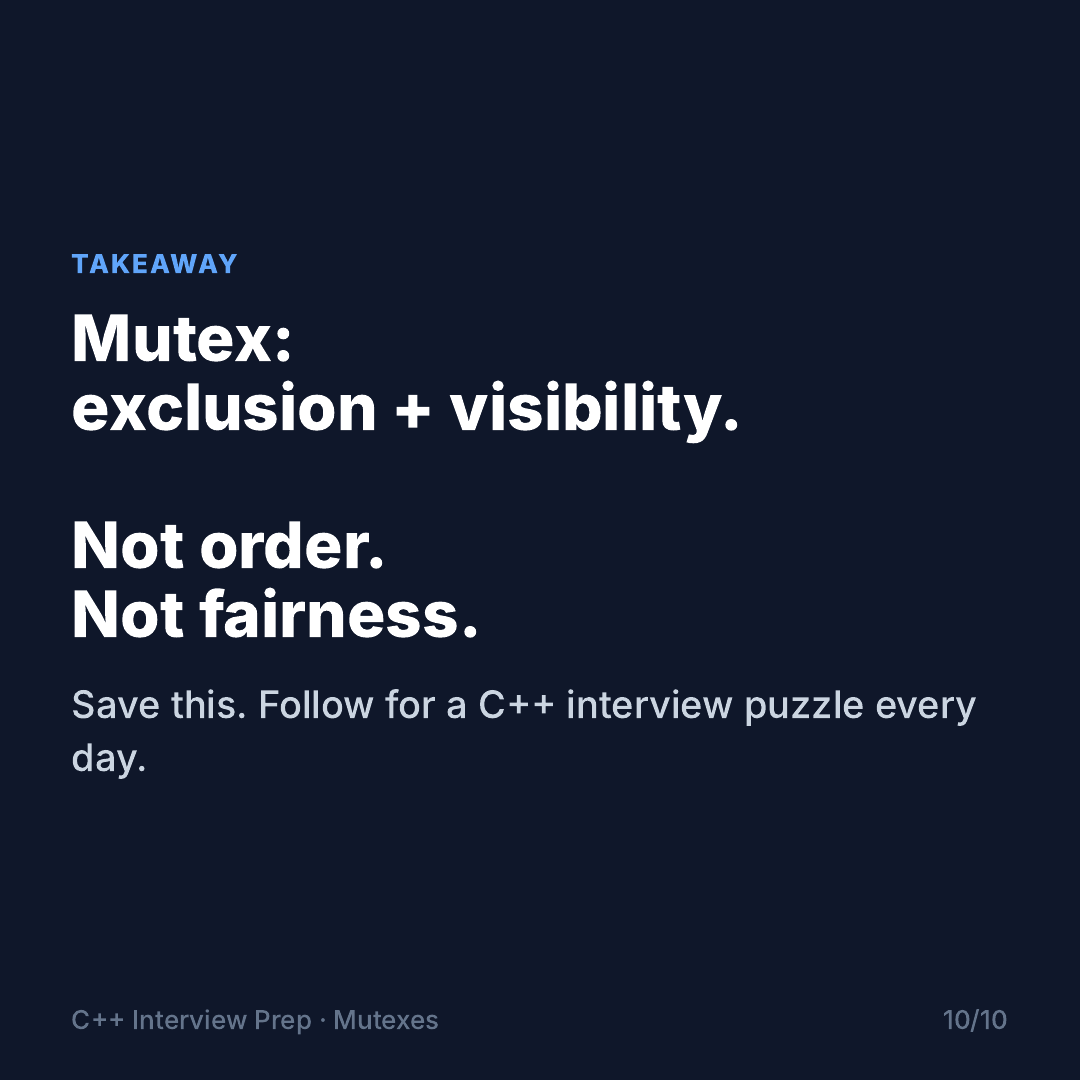 TAKEAWAY
Mutex:
exclusion + visibility.
Not order.
Not fairness.
Save this. Follow for a C++ interview puzzle every
day.
C++ Interview Prep · Mutexes
10/10